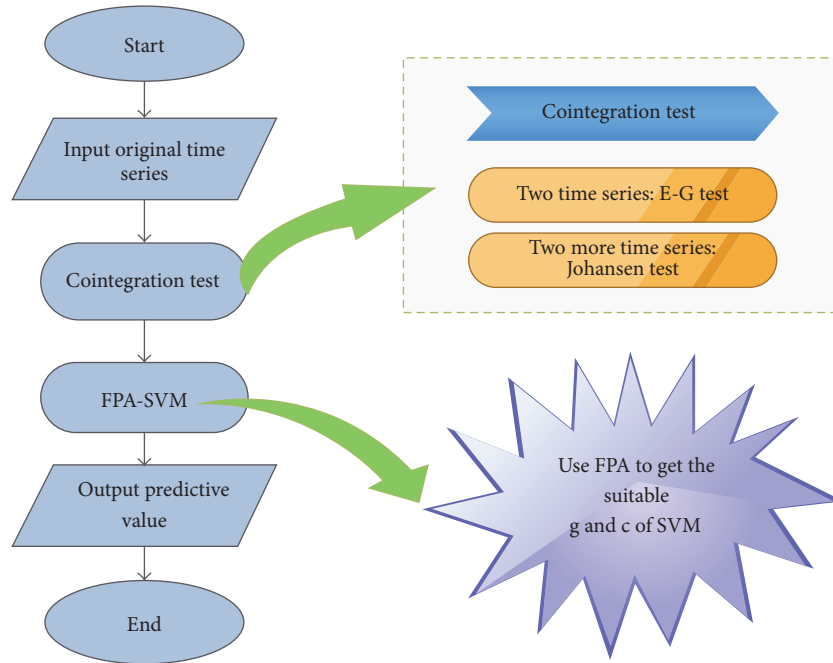 Start
Input original time
series
Cointegration test
FPA-SVM
Output predictive
value
End
Cointegration test
Two time series: E-G test
Two more time series:
Johansen test
Use FPA to get the
suitable
g and c of SVM